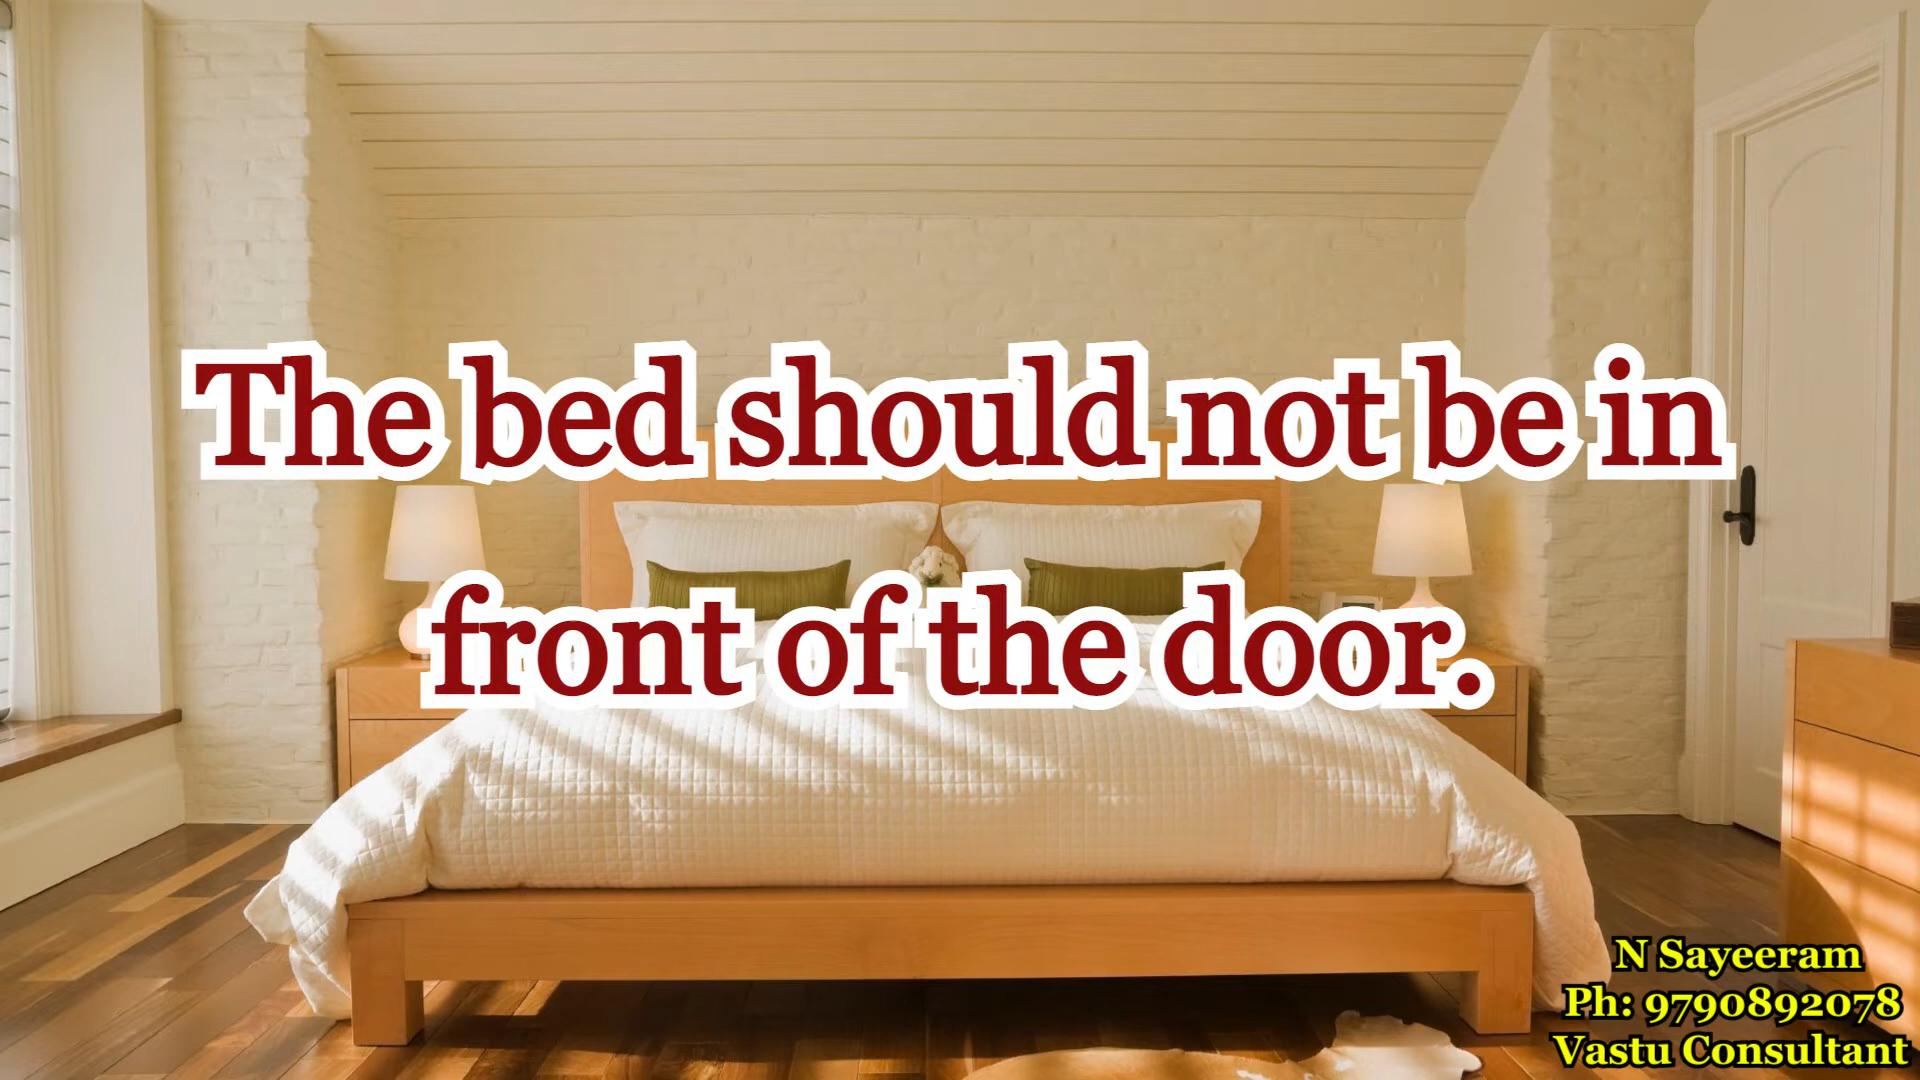 The bed should not be in
front of the door.
N Sayeeram
Ph: 9790892078
Vastu Consultant